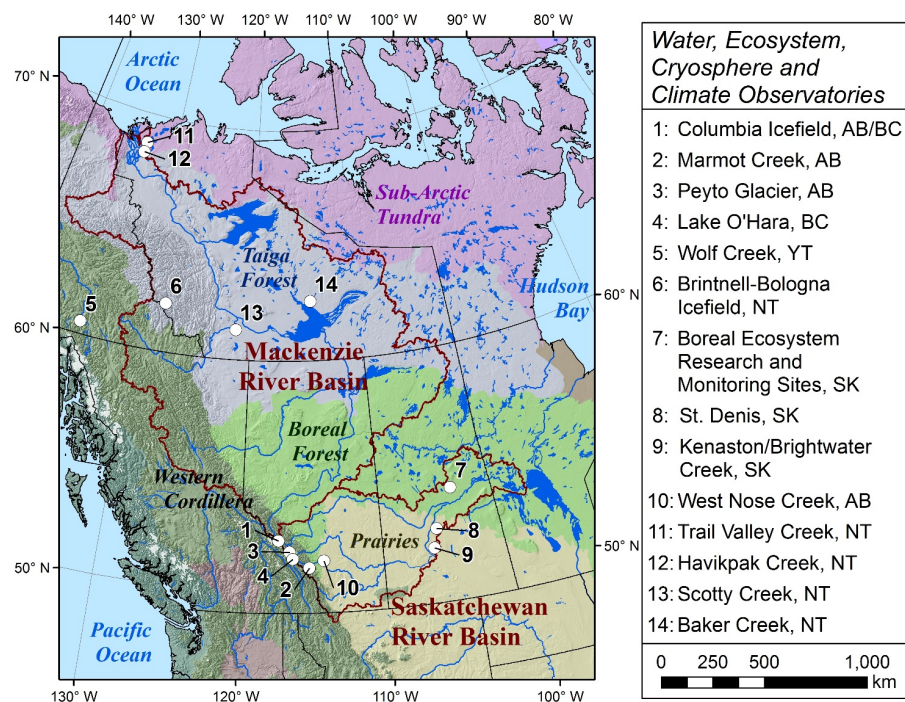 140° W 130° W 120° W 110° W 100° W 90° W 80° W
70° N
60° N
50° N
60° N
50° N
130° W 120° W 110° W 100° W
Arctic
Ocean
11
12
Sub-Arctic
Tundra
Taiga
Forest
14
Hudson
Bay
6
5
13
Mackenzie
River Basin
Boreal
Forest
7
Western
Cordillera
1
3
4
2
Prairies
8
9
10
Saskatchewan
River Basin
Pacific
Ocean
Water, Ecosystem,
Cryosphere and
Climate Observatories
1: Columbia Icefield, AB/BC
2: Marmot Creek, AB
3: Peyto Glacier, AB
4: Lake O'Hara, BC
5: Wolf Creek, YT
6: Brintnell-Bologna
Icefield, NT
7: Boreal Ecosystem
Research and
Monitoring Sites, SK
8: St. Denis, SK
9: Kenaston/Brightwater
Creek, SK
10: West Nose Creek, AB
11: Trail Valley Creek, NT
12: Havikpak Creek, NT
13: Scotty Creek, NT
14: Baker Creek, NT
0 250 500 1,000
km